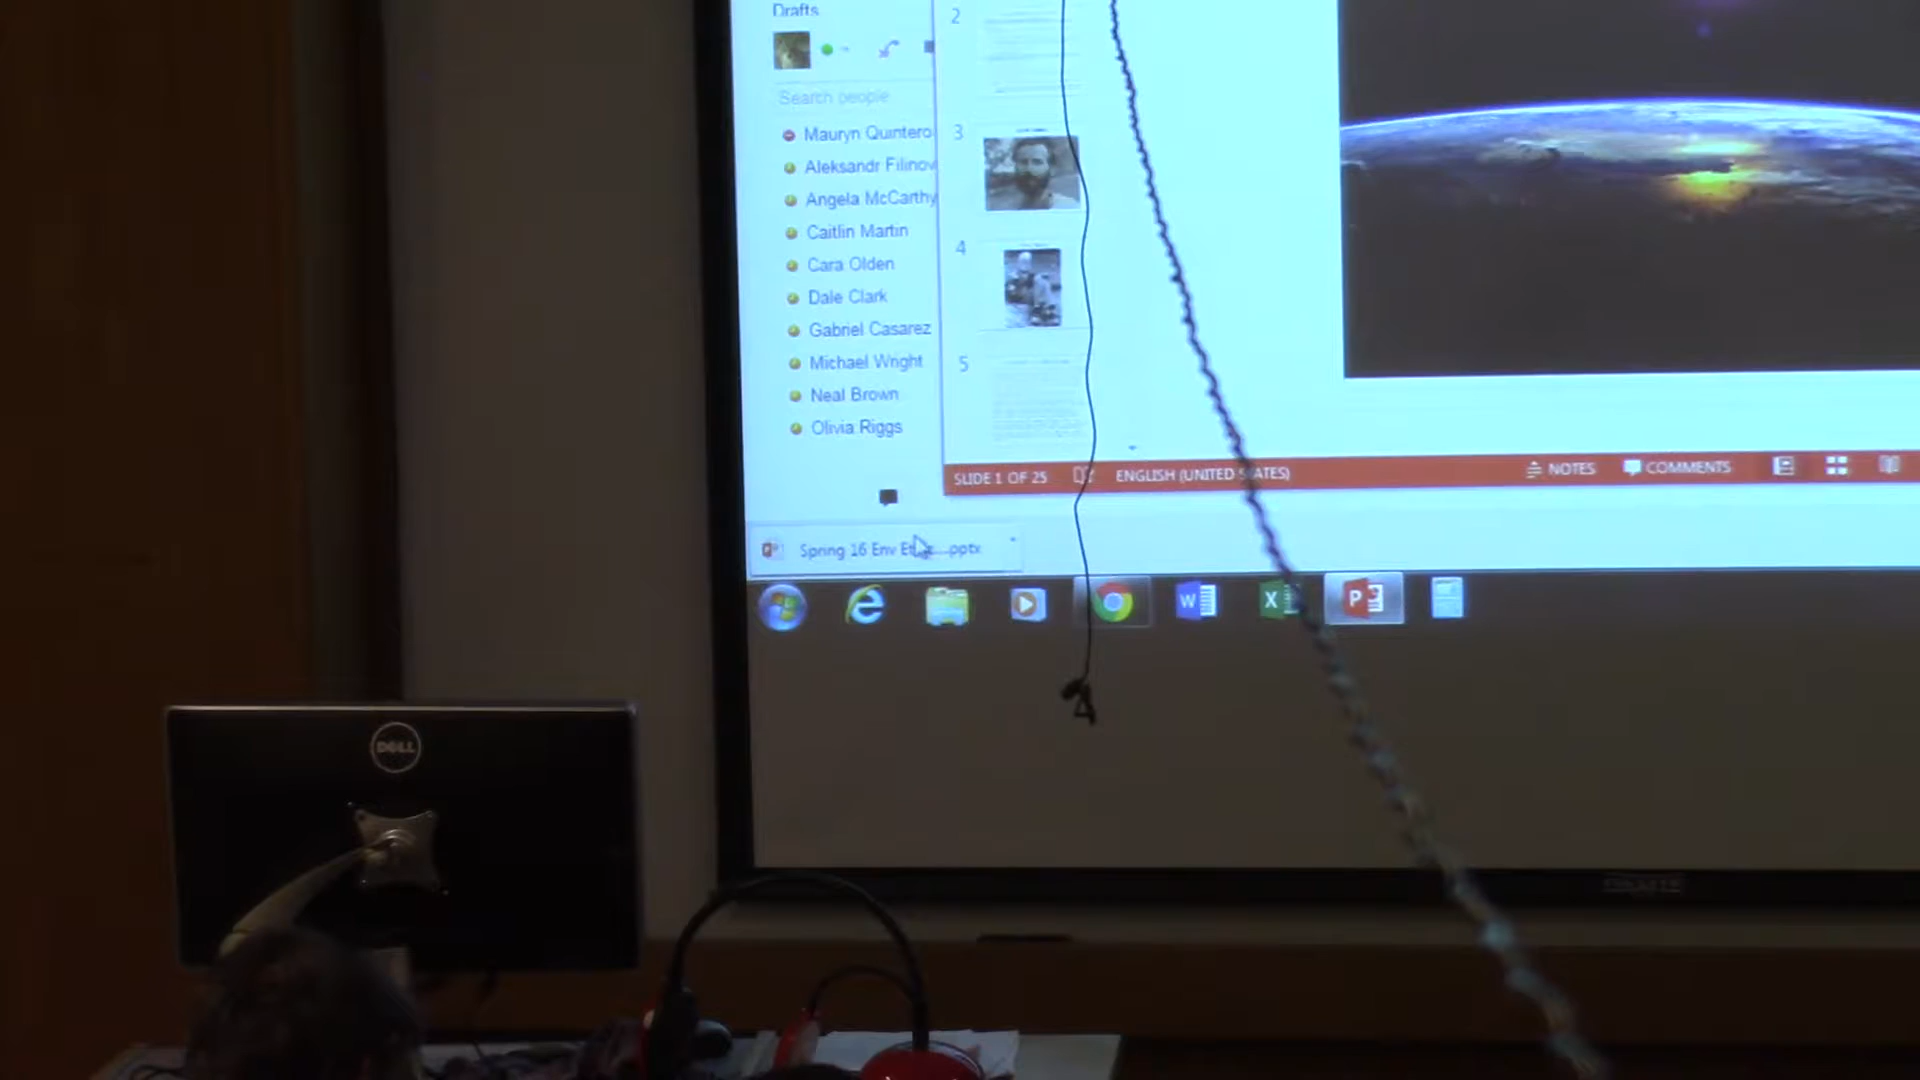 Drafts
Search people
Mauryn Quintero
Aleksandr Filinov
Angela McCarthy
Caitlin Martin
Cara Olden
Dale Clark
Gabriel Casarez
Michael Wright
Neal Brown
Olivia Riggs
2
3
4
5
SLIDE 1 OF 25 ENGLISH (UNITED STATES) NOTES COMMENTS
Spring 16 Env ....pptx
W X P
DELL